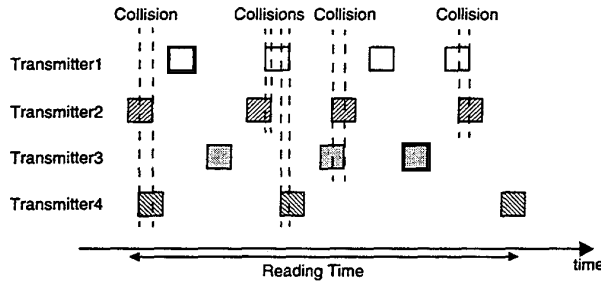 Collision Collisions Collision Collision
Transmitter1
Transmitter2
Transmitter3
Transmitter4
time
Reading Time